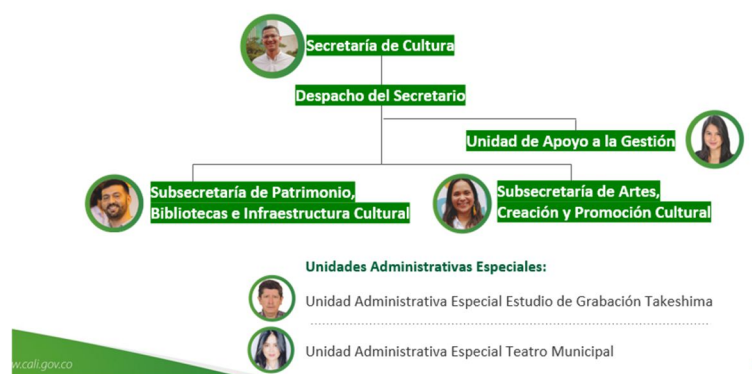 Secretaría de Cultura
Despacho del Secretario
Unidad de Apoyo a la Gestión
Subsecretaría de Patrimonio,
Bibliotecas e Infraestructura Cultural
Subsecretaría de Artes,
Creación y Promoción Cultural
Unidades Administrativas Especiales:
Unidad Administrativa Especial Estudio de Grabación Takeshima
Unidad Administrativa Especial Teatro Municipal
w.cali.gov.co